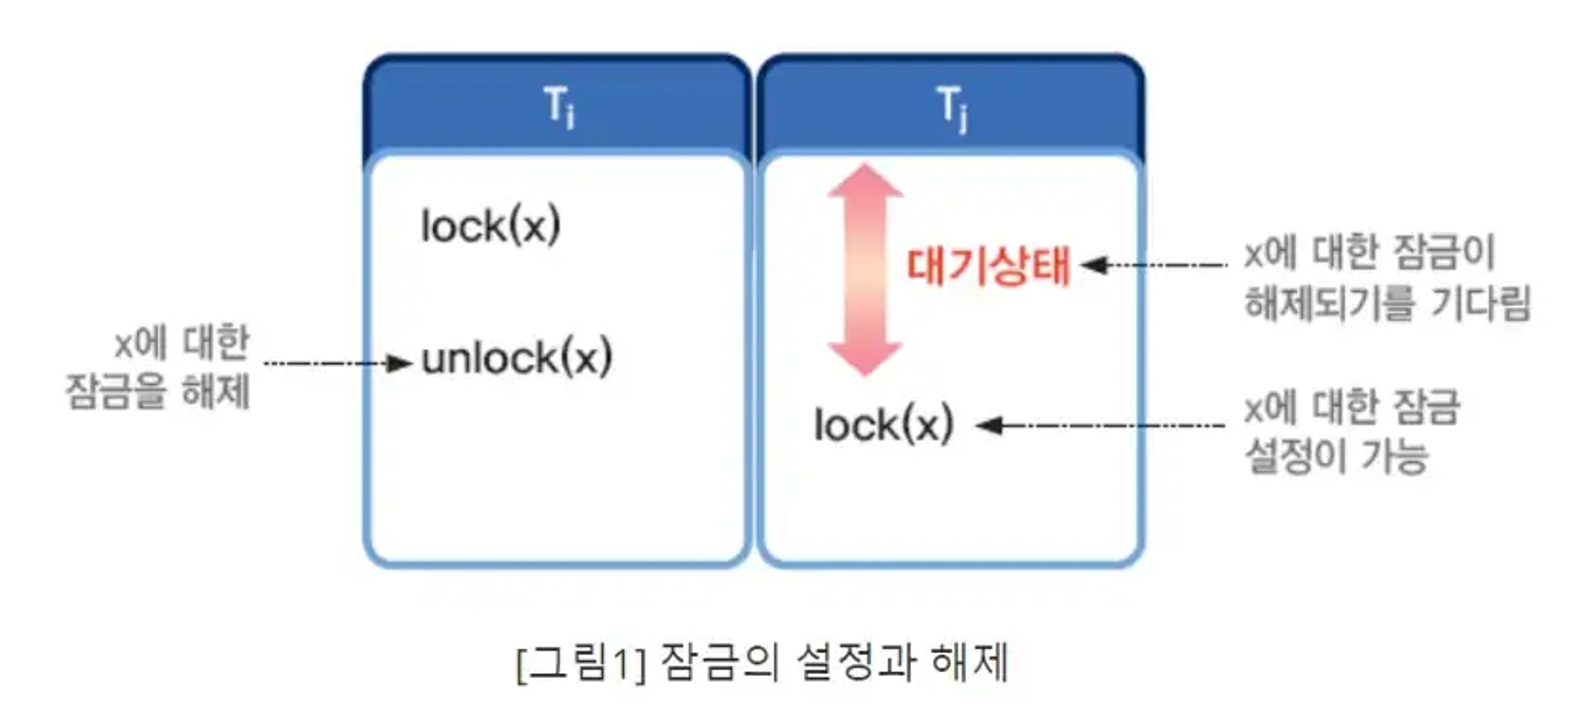 Ti
Tj
lock(x)
대기상태
x에 대한 잠금이
해제되기를 기다림
x에 대한
잠금을 해제
unlock(x)
lock(x)
x에 대한 잠금
설정이 가능
[그림1] 잠금의 설정과 해제